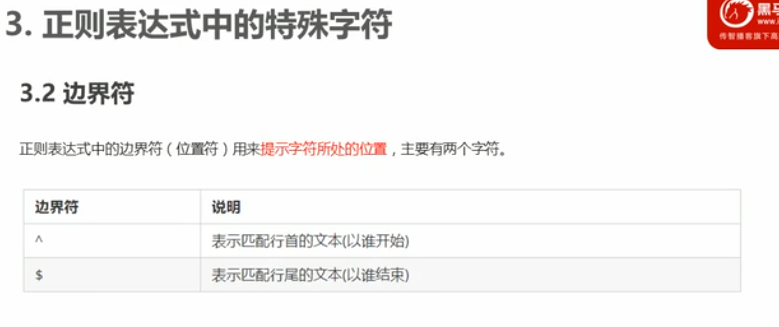 3. 正则表达式中的特殊字符
黑马
www.i
传智播客旗下高
3.2 边界符
正则表达式中的边界符（位置符）用来提示字符所处的位置，主要有两个字符。
边界符 说明
^ 表示匹配行首的文本(以谁开始)
$ 表示匹配行尾的文本(以谁结束)